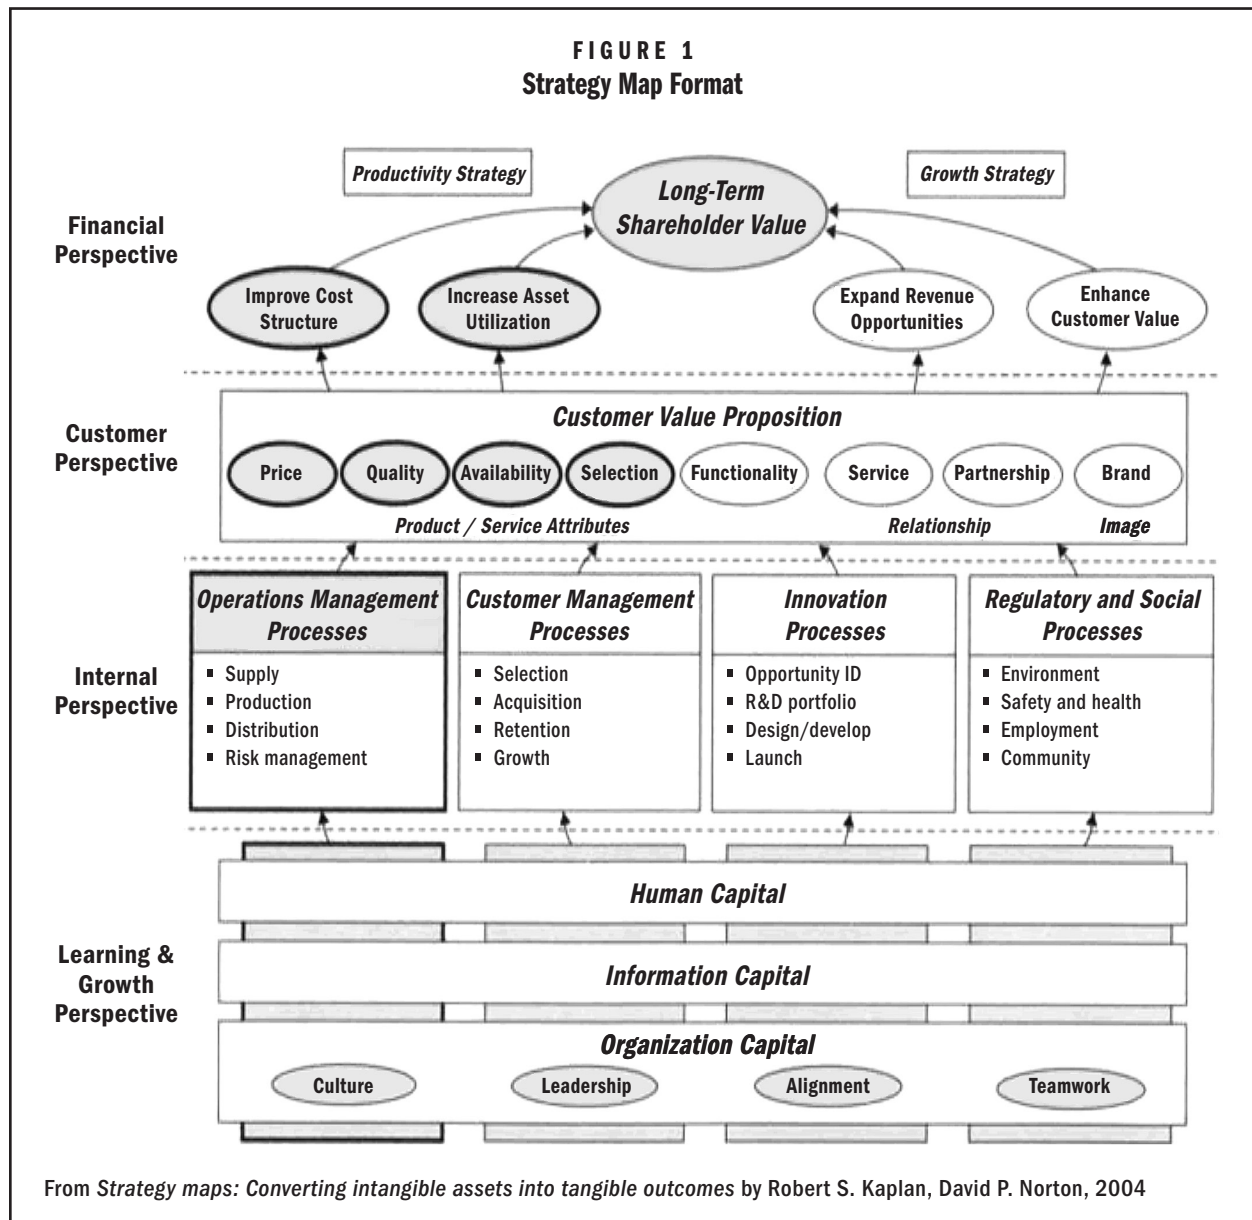 FIGURE 1
Strategy Map Format
Productivity Strategy
Growth Strategy
Long-Term
Shareholder Value
Financial
Perspective
Improve Cost
Structure
Increase Asset
Utilization
Expand Revenue
Opportunities
Enhance
Customer Value
Customer
Perspective
Customer Value Proposition
Price
Quality
Availability
Selection
Functionality
Service
Partnership
Brand
Product / Service Attributes
Relationship
Image
Internal
Perspective
Operations Management
Processes
▪ Supply
▪ Production
▪ Distribution
▪ Risk management
Customer Management
Processes
▪ Selection
▪ Acquisition
▪ Retention
▪ Growth
Innovation
Processes
▪ Opportunity ID
▪ R&D portfolio
▪ Design/develop
▪ Launch
Regulatory and Social
Processes
▪ Environment
▪ Safety and health
▪ Employment
▪ Community
Learning &
Growth
Perspective
Human Capital
Information Capital
Organization Capital
Culture
Leadership
Alignment
Teamwork
From Strategy maps: Converting intangible assets into tangible outcomes by Robert S. Kaplan, David P. Norton, 2004